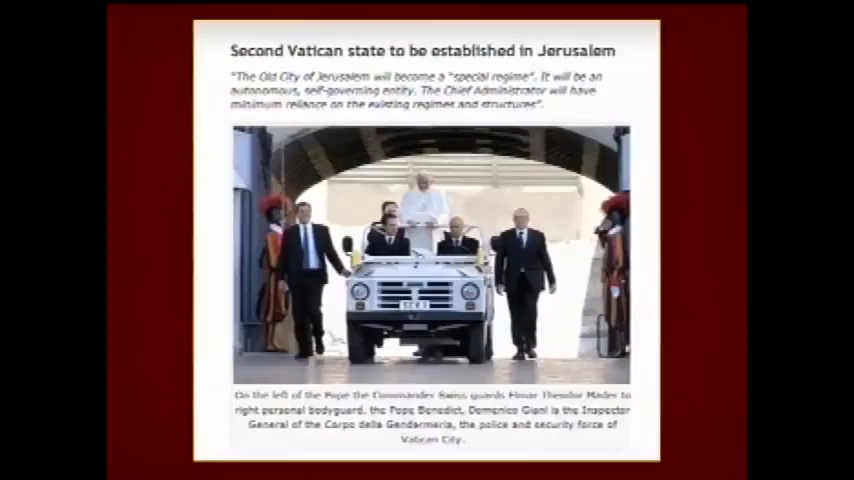 Second Vatican state to be established in Jerusalem
"The Old City of Jerusalem will become a "special regime". It will be an
autonomous, self-governing entity. The Chief Administrator will have
minimum reliance on the existing regimes and structures".
SCV 1
On the left of the Pope the Commander Swiss guards Elmar Theodor Mader to
right personal bodyguard, the Pope Benedict, Domenico Giani is the Inspector
General of the Corpo della Gendarmeria, the police and security force of
Vatican City.